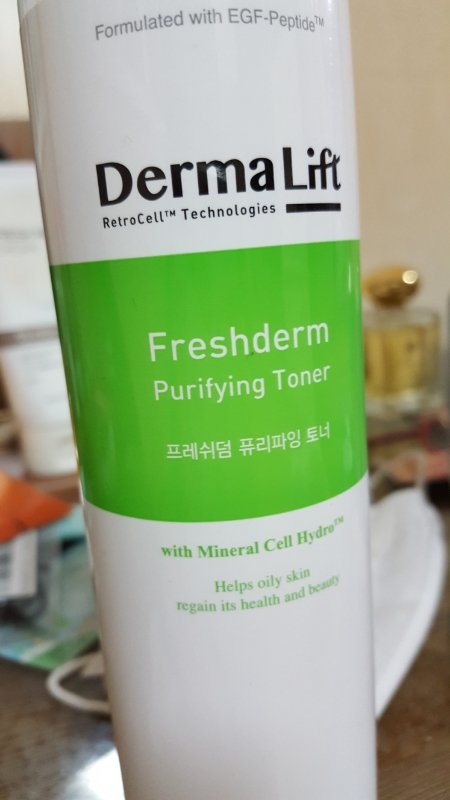 Formulated with EGF-Peptide™
DermaLift
RetroCell™ Technologies
Freshderm
Purifying Toner
프레쉬덤 퓨리파잉 토너
with Mineral Cell Hydro™
Helps oily skin
regain its health and beauty